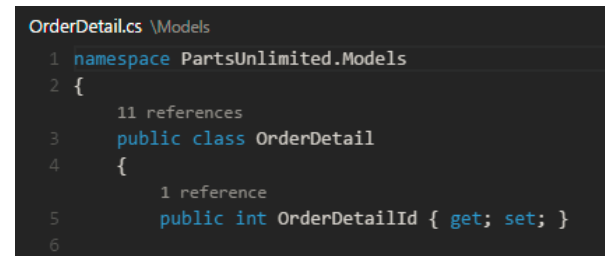 OrderDetail.cs \Models
1 namespace PartsUnlimited.Models
2 {
11 references
3 public class OrderDetail
4 {
1 reference
5 public int OrderDetailId { get; set; }
6